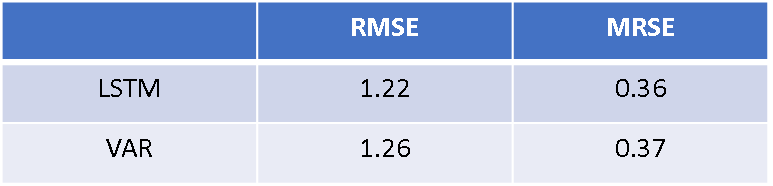 RMSE MRSE
LSTM 1.22 0.36
VAR 1.26 0.37